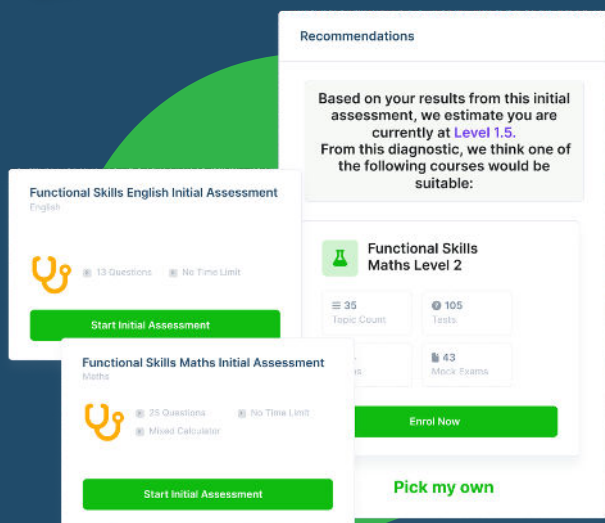 Recommendations
Based on your results from this initial
assessment, we estimate you are
currently at Level 1.5.
From this diagnostic, we think one of
the following courses would be
suitable:
Functional Skills
Maths Level 2
35
Topic Count
105
Tests
43
Mock Exams
Enrol Now
Pick my own
Functional Skills English Initial Assessment
English
13 Questions
No Time Limit
Start Initial Assessment
Functional Skills Maths Initial Assessment
Maths
25 Questions
No Time Limit
Mixed Calculator
Start Initial Assessment